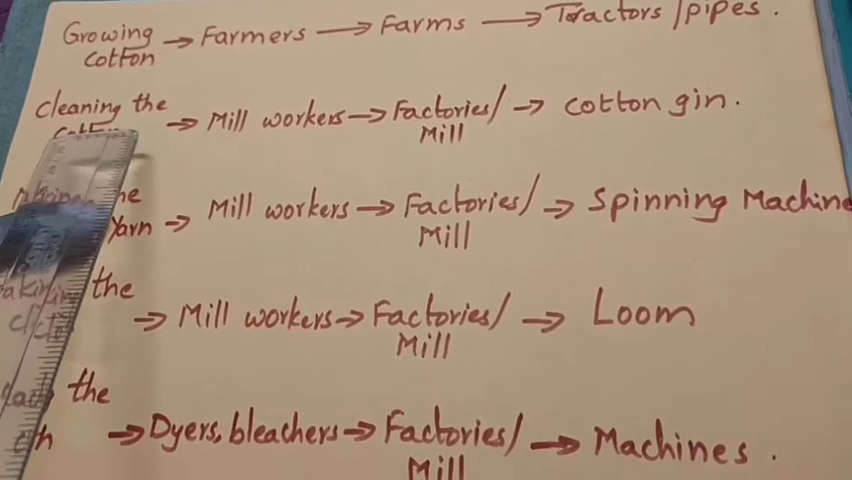 Growing → Farmers → Farms → Tractors / pipes.
cotton
cleaning the → Mill workers → Factories/ → cotton gin.
Mill
the → Mill workers → Factories/ → Spinning Machine
Yarn
Mill
the → Mill workers → Factories/ → Loom
Mill
the → Dyers, bleachers → Factories/ → Machines.
Mill